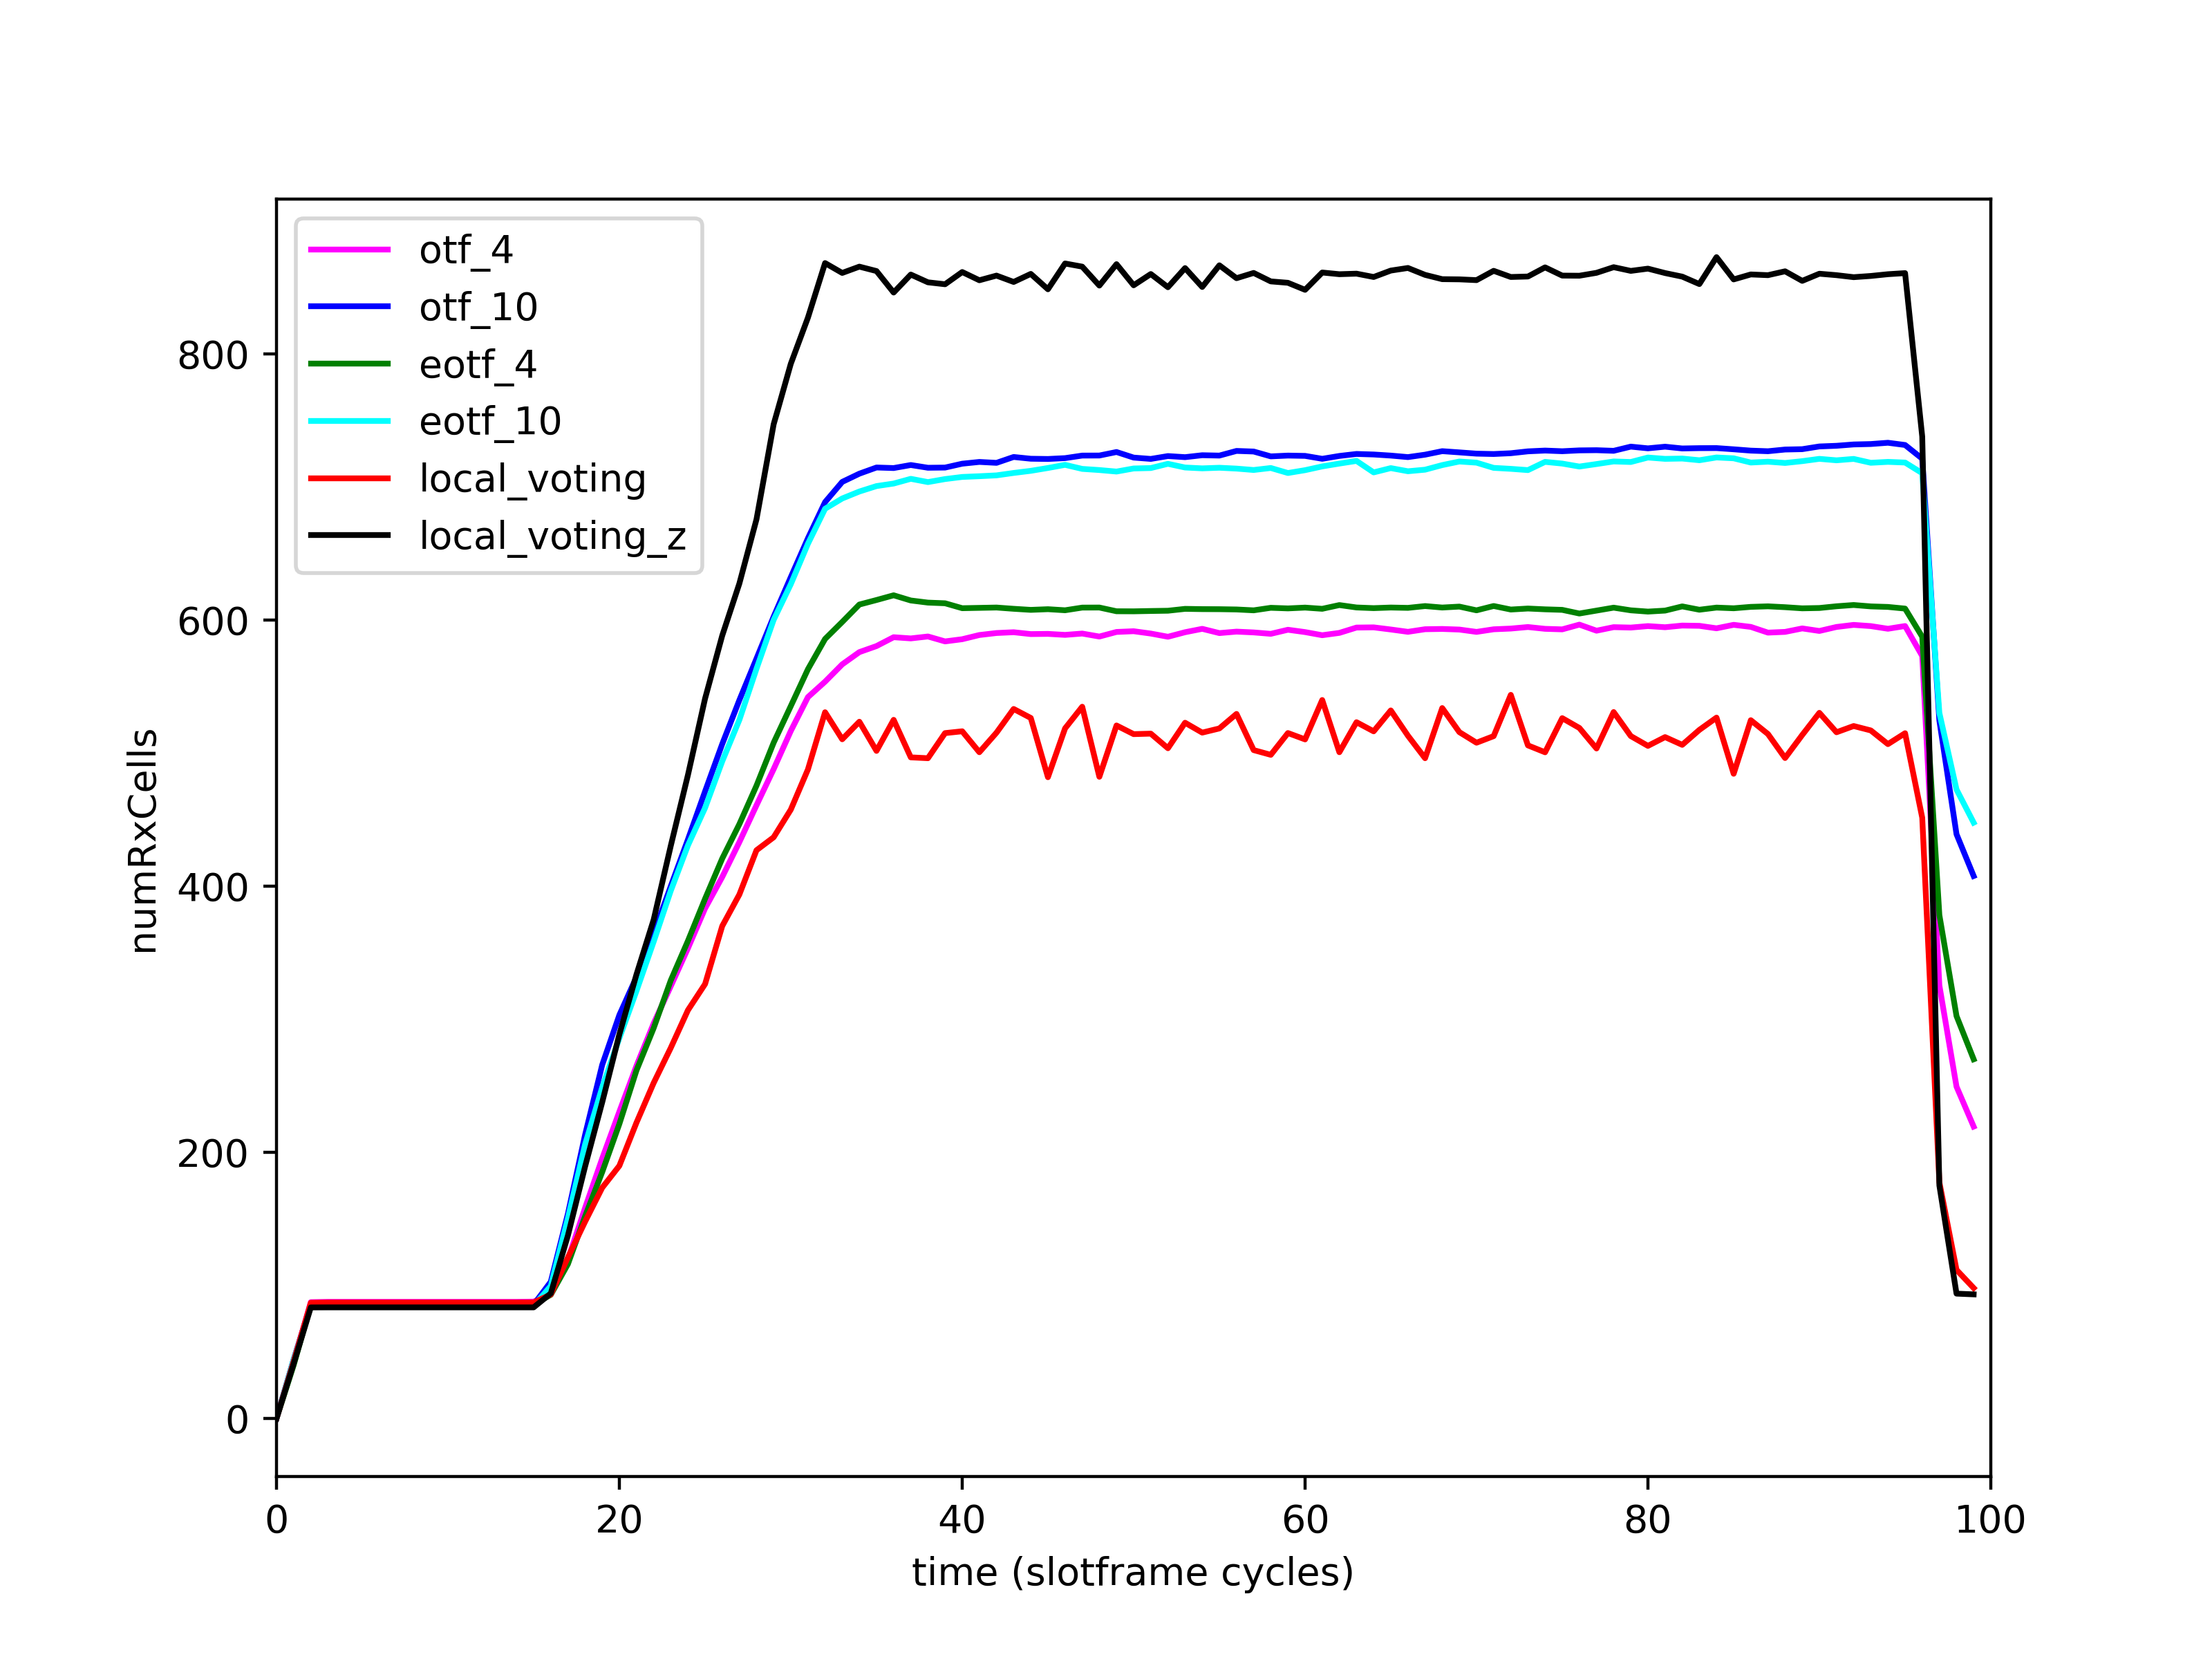 otf_4
otf_10
eotf_4
eotf_10
local_voting
local_voting_z
800
600
400
200
0
numRxCells
0 20 40 60 80 100
time (slotframe cycles)